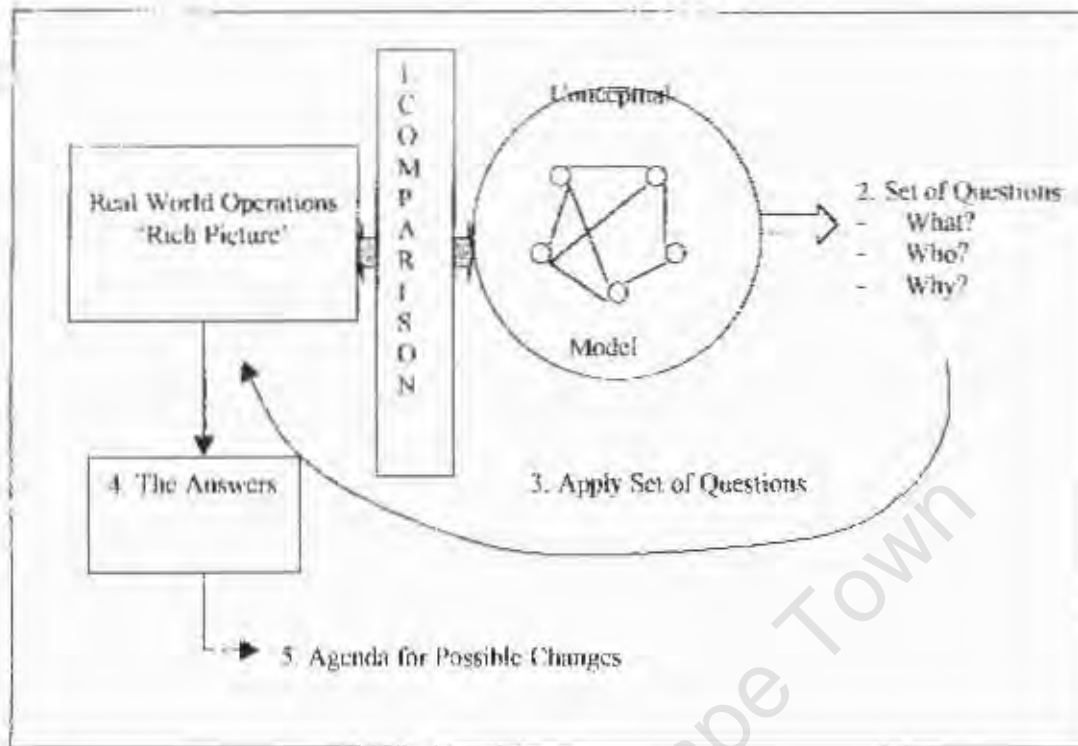 1.
C
O
M
P
A
R
I
S
O
N
Conceptual
Model
Real World Operations
'Rich Picture'
2. Set of Questions
- What?
- Who?
- Why?
3. Apply Set of Questions
4. The Answers
5. Agenda for Possible Changes
Town